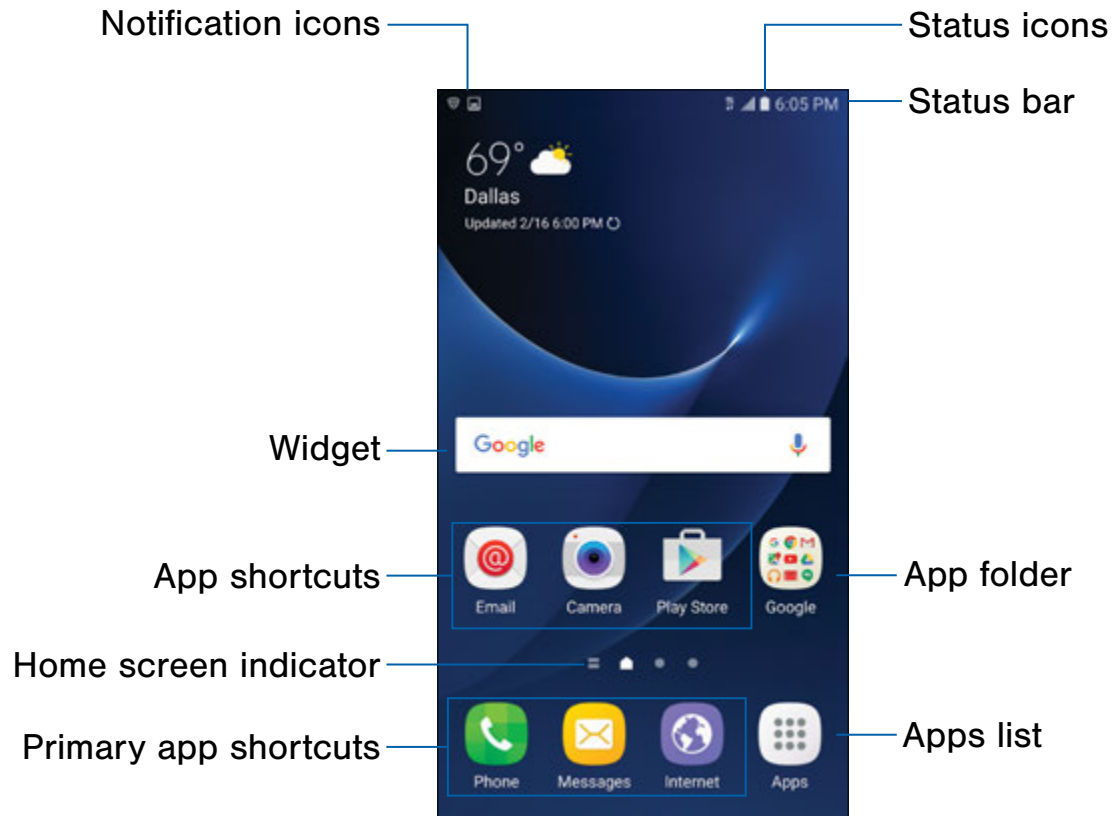 Notification icons
Status icons
Status bar
6:05 PM
69°
Dallas
Updated 2/16 6:00 PM
Widget
Google
App shortcuts
App folder
Email
Camera
Play Store
Google
Home screen indicator
Primary app shortcuts
Apps list
Phone
Messages
Internet
Apps